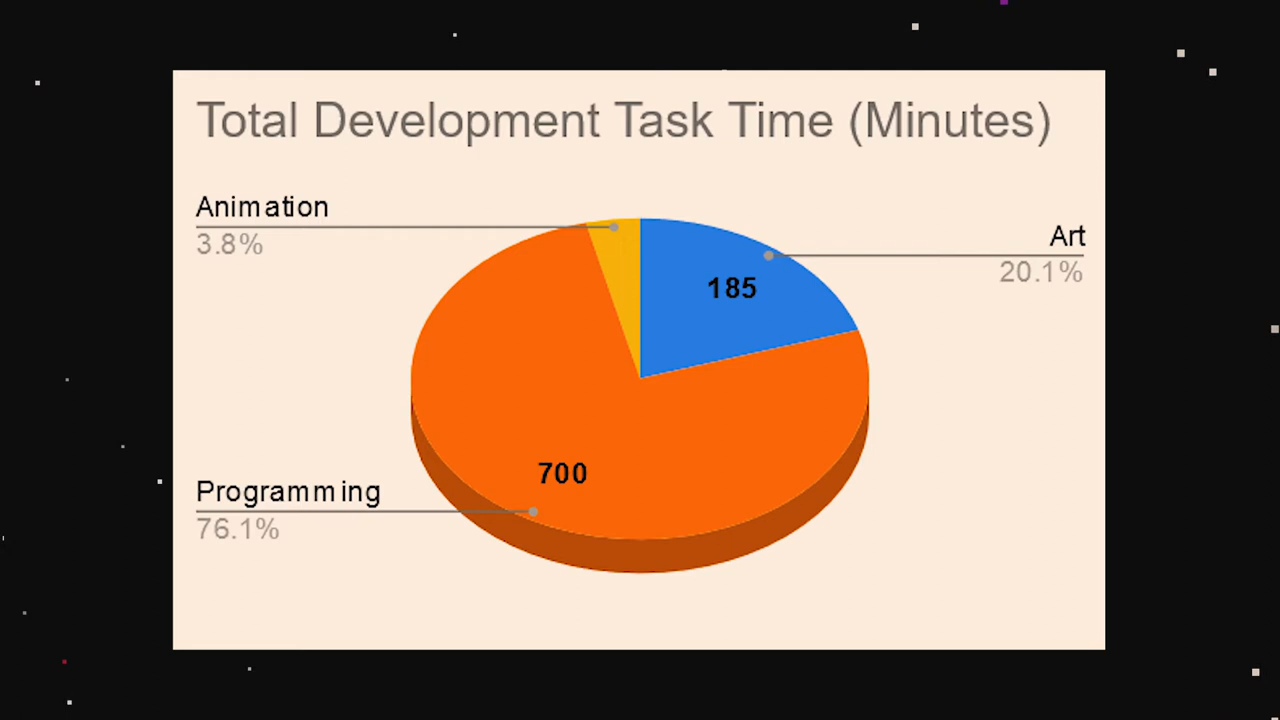 Total Development Task Time (Minutes)
Animation
3.8%
Art
20.1%
185
700
Programming
76.1%